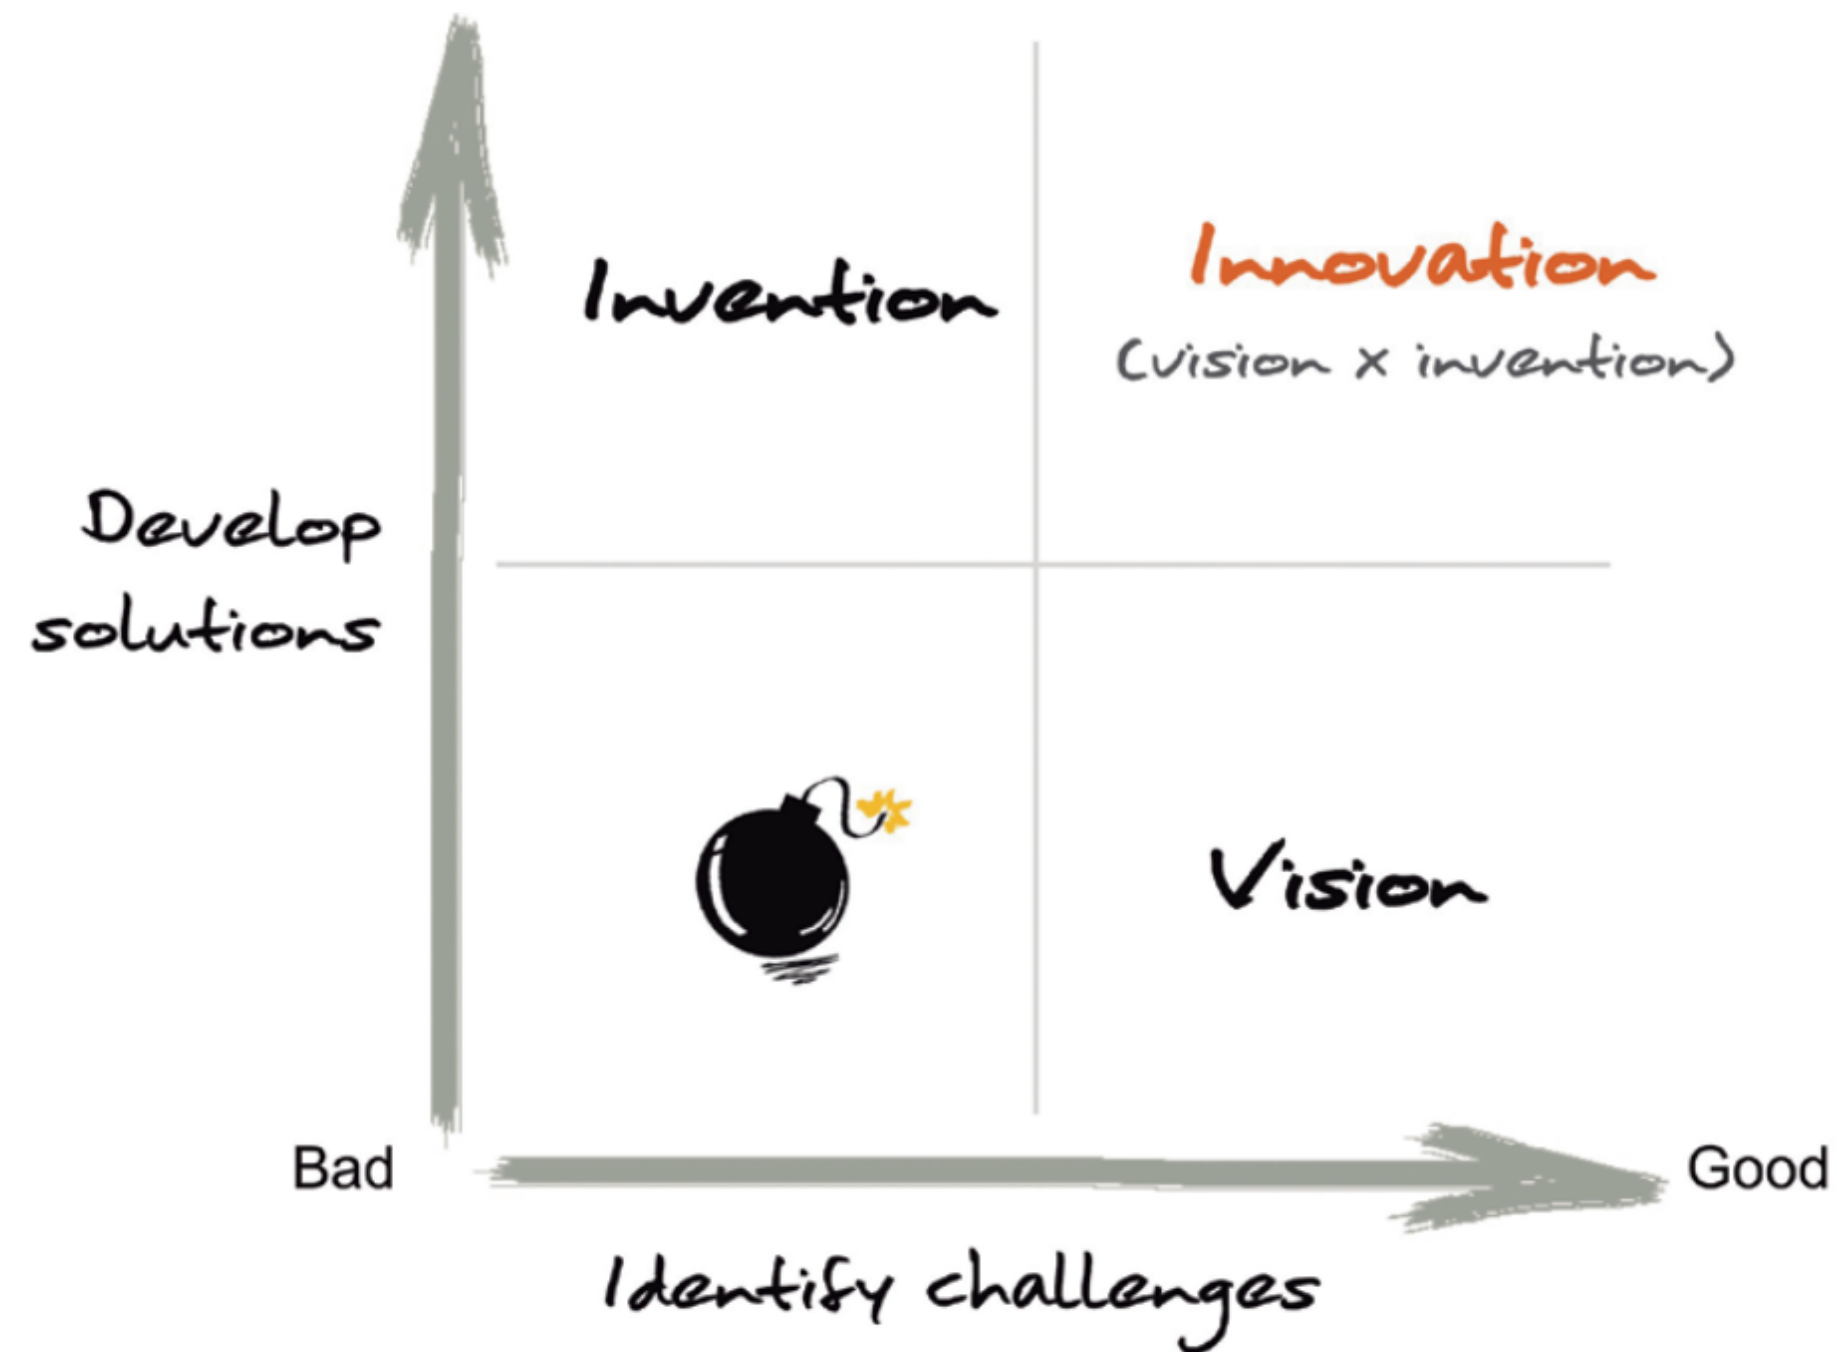 Invention
Innovation
(vision x invention)
Develop
solutions
Vision
Bad
Good
Identify challenges